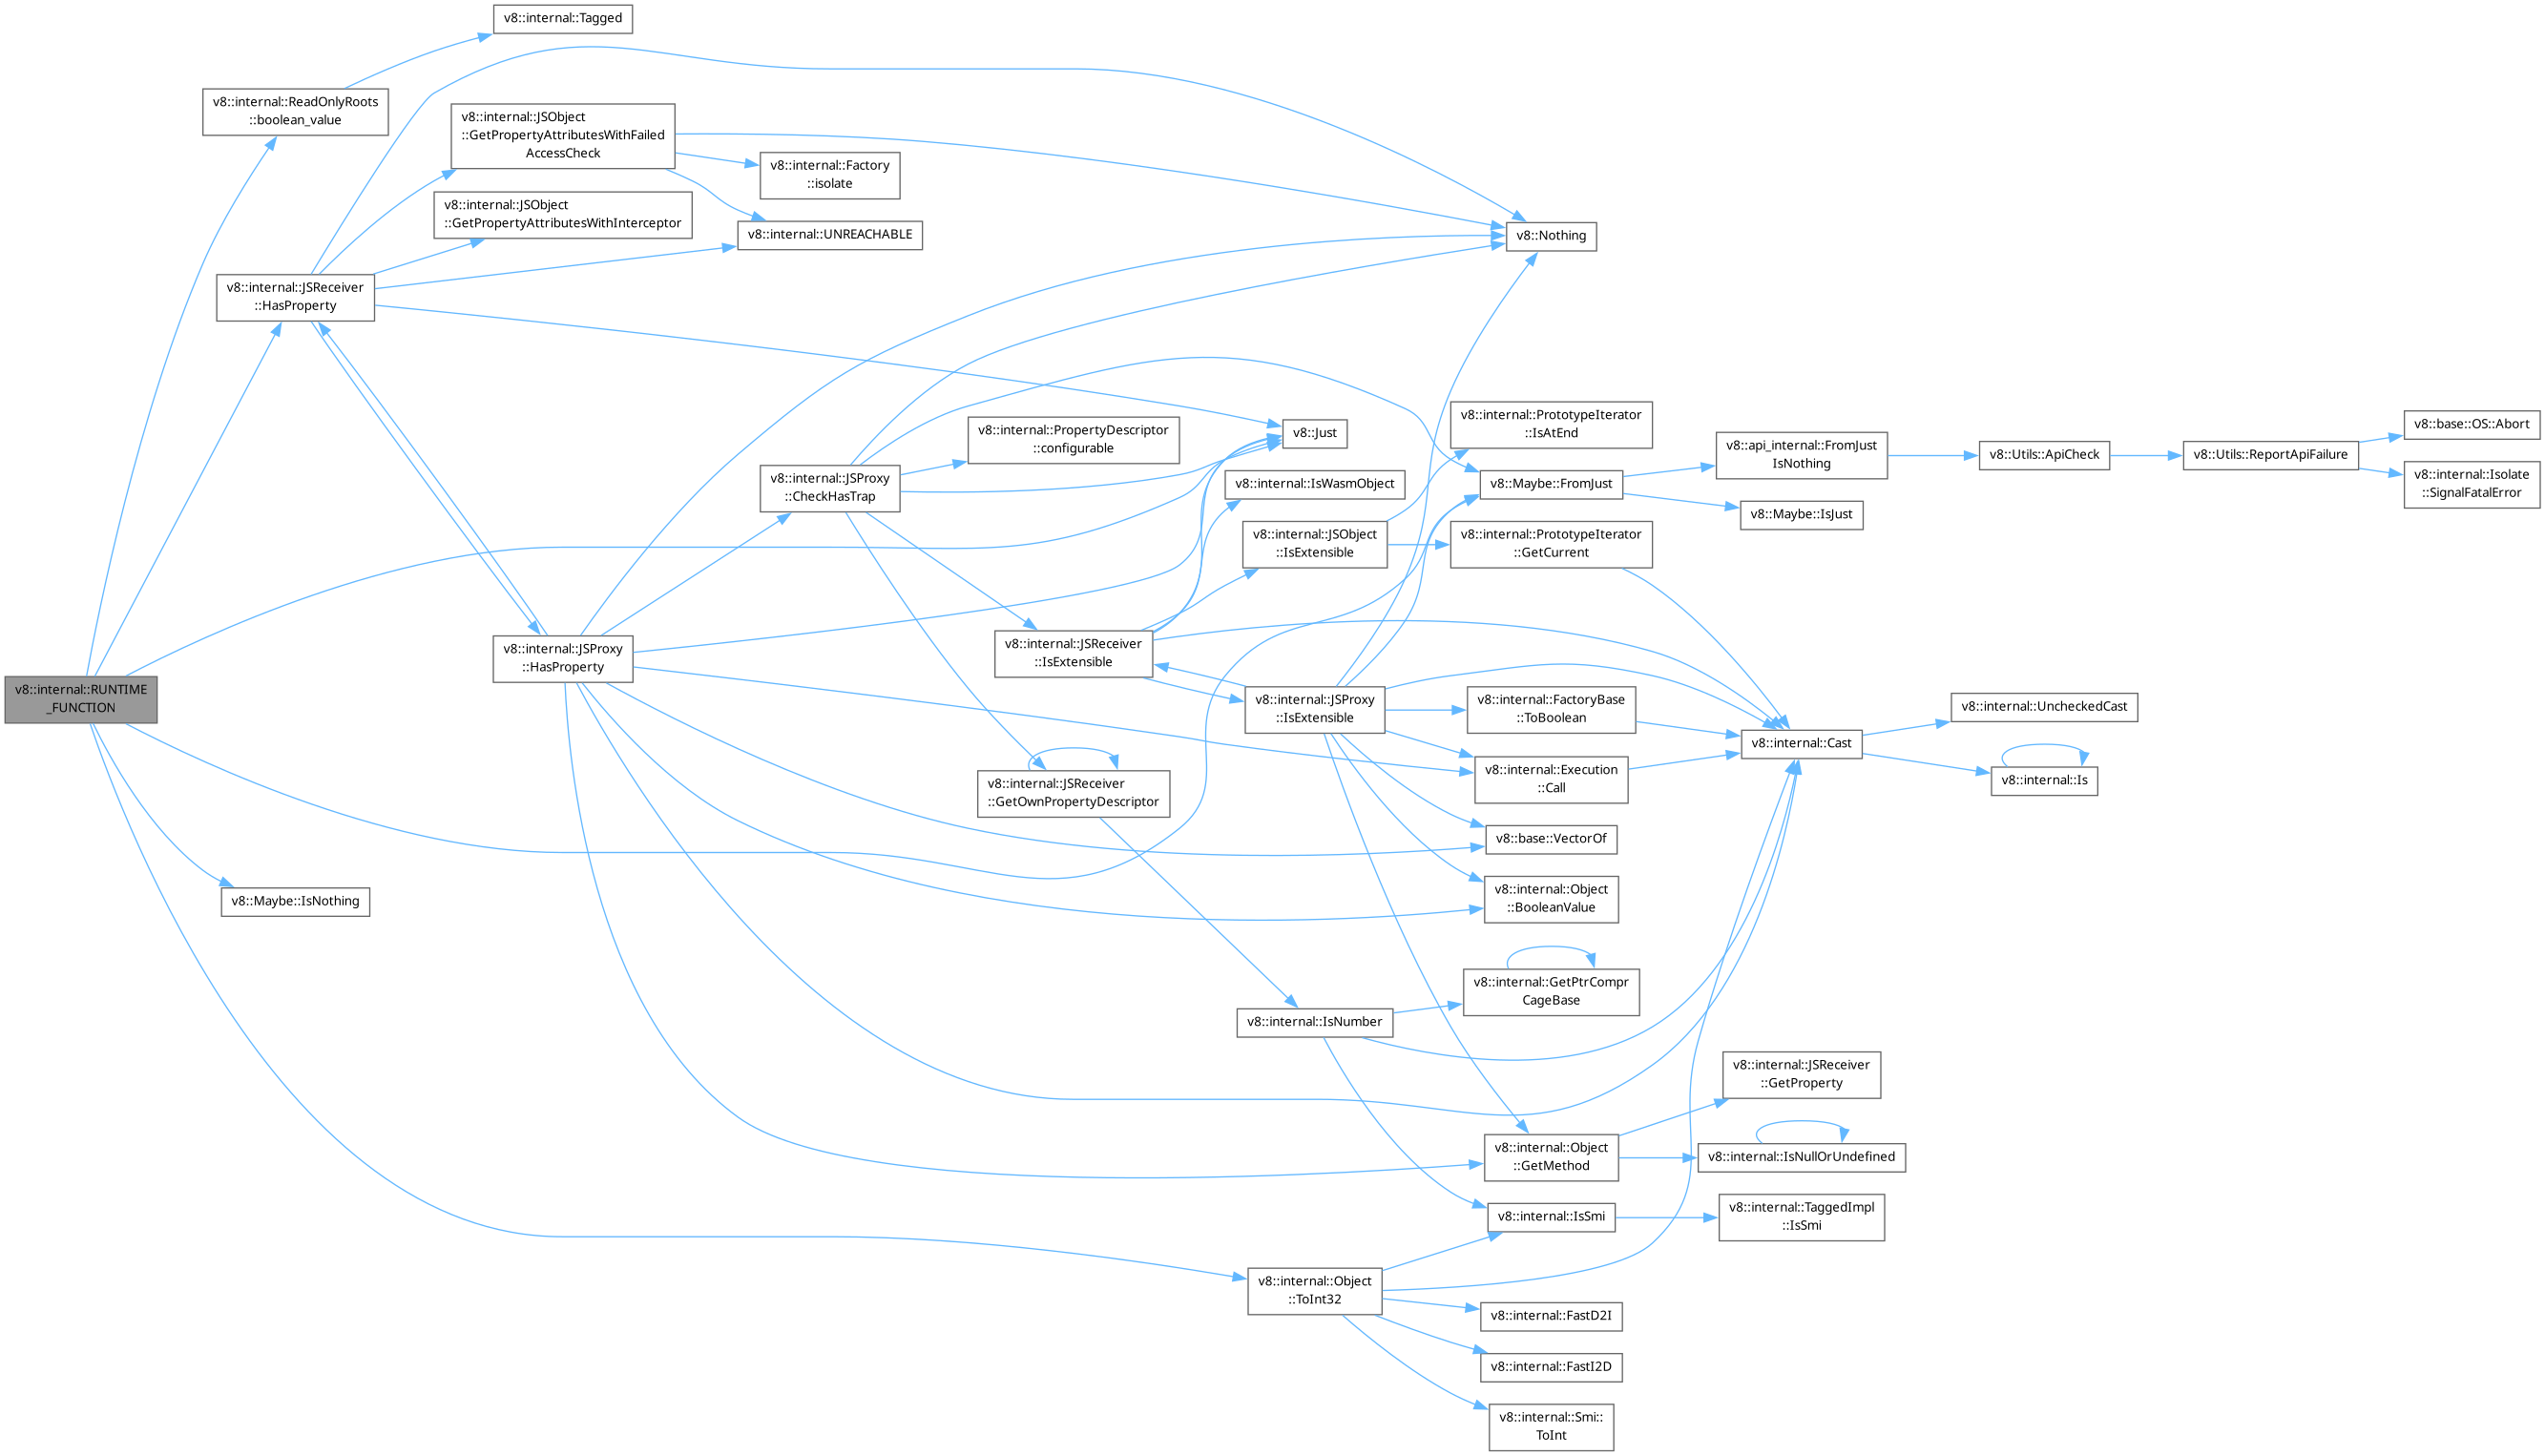 v8::internal::Tagged
v8::internal::ReadOnlyRoots
::boolean_value
v8::internal::JSObject
::GetPropertyAttributesWithFailed
AccessCheck
v8::internal::Factory
::isolate
v8::internal::JSObject
::GetPropertyAttributesWithInterceptor
v8::internal::UNREACHABLE
v8::Nothing
v8::internal::JSReceiver
::HasProperty
v8::internal::PrototypeIterator
::IsAtEnd
v8::base::OS::Abort
v8::internal::PropertyDescriptor
::configurable
v8::Just
v8::api_internal::FromJust
IsNothing
v8::Utils::ApiCheck
v8::Utils::ReportApiFailure
v8::internal::JSProxy
::CheckHasTrap
v8::internal::IsWasmObject
v8::Maybe::FromJust
v8::internal::Isolate
::SignalFatalError
v8::Maybe::IsJust
v8::internal::JSObject
::IsExtensible
v8::internal::PrototypeIterator
::GetCurrent
v8::internal::JSProxy
::HasProperty
v8::internal::JSReceiver
::IsExtensible
v8::internal::RUNTIME
_FUNCTION
v8::internal::JSProxy
::IsExtensible
v8::internal::FactoryBase
::ToBoolean
v8::internal::UncheckedCast
v8::internal::Cast
v8::internal::JSReceiver
::GetOwnPropertyDescriptor
v8::internal::Execution
::Call
v8::internal::Is
v8::base::VectorOf
v8::Maybe::IsNothing
v8::internal::Object
::BooleanValue
v8::internal::GetPtrCompr
CageBase
v8::internal::IsNumber
v8::internal::JSReceiver
::GetProperty
v8::internal::Object
::GetMethod
v8::internal::IsNullOrUndefined
v8::internal::IsSmi
v8::internal::TaggedImpl
::IsSmi
v8::internal::Object
::ToInt32
v8::internal::FastD2I
v8::internal::FastI2D
v8::internal::Smi::
ToInt